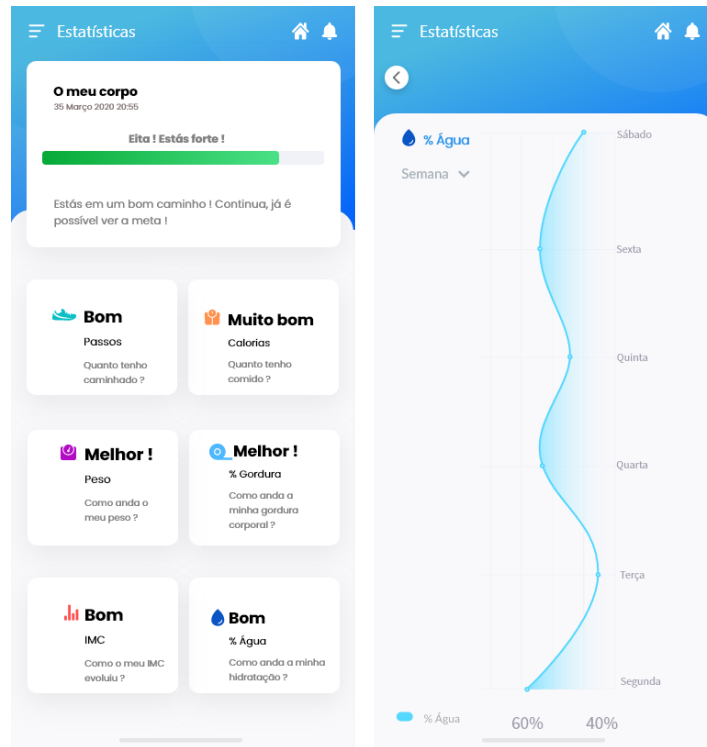 Estatísticas
O meu corpo
35 Março 2020 20:55
Eita ! Estás forte !
Estás em um bom caminho ! Continua, já é
possível ver a meta !
Bom
Passos
Quanto tenho
caminhado ?
Muito bom
Calorias
Quanto tenho
comido ?
Melhor !
Peso
Como anda o
meu peso ?
Melhor !
% Gordura
Como anda a
minha gordura
corporal ?
Bom
IMC
Como o meu IMC
evoluiu ?
Bom
% Água
Como anda a minha
hidratação ?
Estatísticas
% Água
Semana
Sábado
Sexta
Quinta
Quarta
Terça
Segunda
% Água
60% 40%